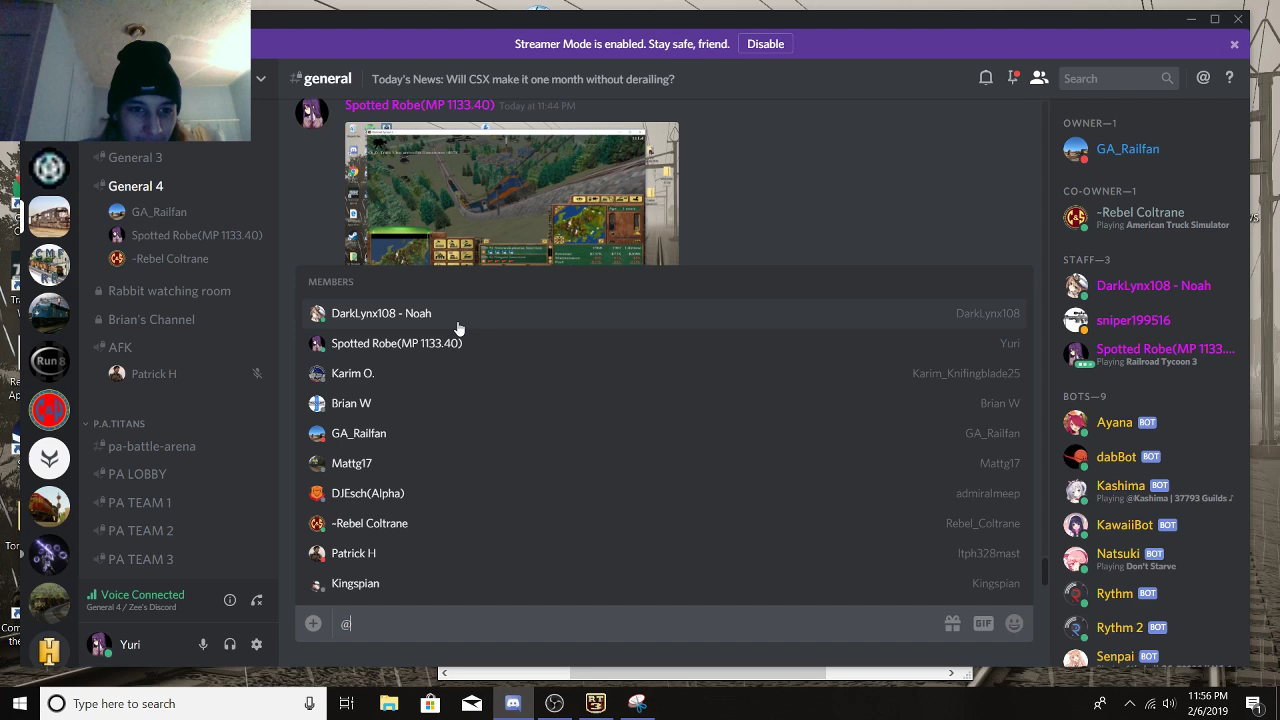 Streamer Mode is enabled. Stay safe, friend. Disable
general
Today's News: Will CSX make it one month without derailing?
Search
General 3
General 4
GA_Railfan
Spotted Robe(MP 1133.40)
~Rebel Coltrane
Rabbit watching room
Brian's Channel
AFK
Patrick H
P.A.TITANS
pa-battle-arena
PA LOBBY
PA TEAM 1
PA TEAM 2
PA TEAM 3
Voice Connected
General 4 / Zee's Discord
Yuri
Run8
Spotted Robe(MP 1133.40) Today at 11:44 PM
MEMBERS
DarkLynx108 - Noah DarkLynx108
Spotted Robe(MP 1133.40) Yuri
Karim O. Karim_Knifingblade25
Brian W Brian W
GA_Railfan GA_Railfan
Mattg17 Mattg17
DJEsch(Alpha) admiralmeep
~Rebel Coltrane Rebel_Coltrane
Patrick H ltph328mast
Kingspian Kingspian
@
GIF
OWNER—1
GA_Railfan
CO-OWNER—1
~Rebel Coltrane
Playing American Truck Simulator
STAFF—3
DarkLynx108 - Noah
sniper199516
Spotted Robe(MP 1133....
Playing Railroad Tycoon 3
BOTS—9
Ayana BOT
dabBot BOT
Kashima BOT
Playing @Kashima | 37793 Guilds ♪
KawaiiBot BOT
Natsuki BOT
Playing Don't Starve
Rythm BOT
Rythm 2 BOT
Senpai BOT
Type here to search
RT3
11:56 PM
2/6/2019